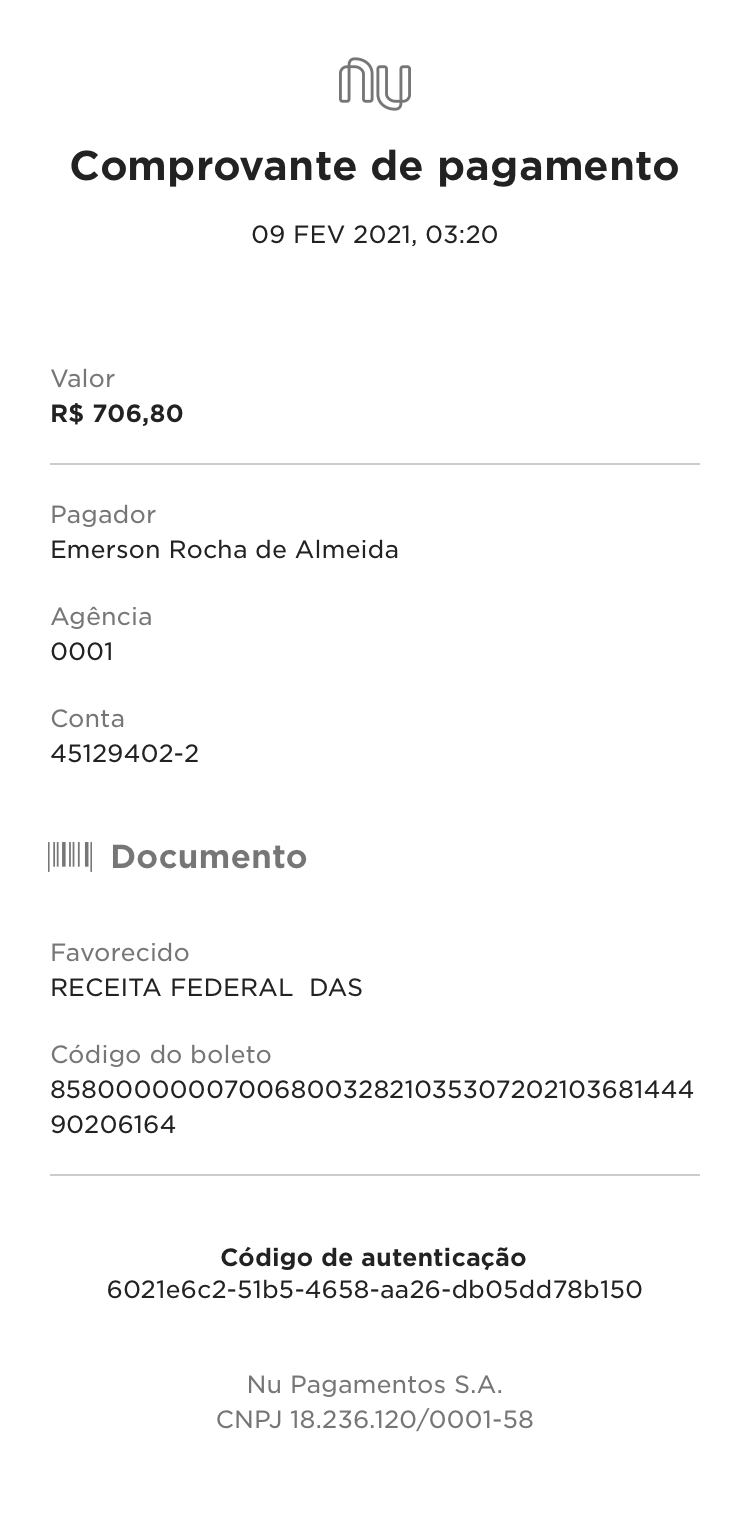 nu
Comprovante de pagamento
09 FEV 2021, 03:20
Valor
R$ 706,80
Pagador
Emerson Rocha de Almeida
Agência
0001
Conta
45129402-2
Documento
Favorecido
RECEITA FEDERAL  DAS
Código do boleto
8580000000700680032821035307202103681444
90206164
Código de autenticação
6021e6c2-51b5-4658-aa26-db05dd78b150
Nu Pagamentos S.A.
CNPJ 18.236.120/0001-58